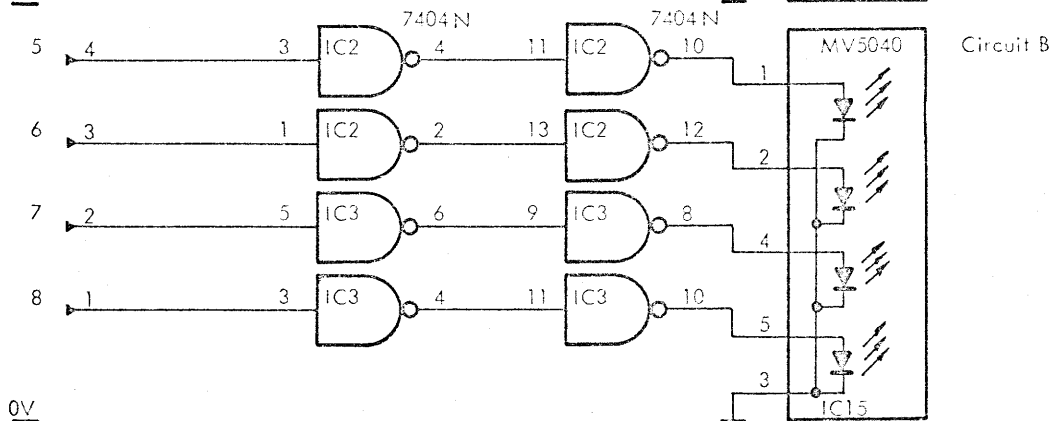 7404N 7404N
5 4 3 IC2 4 11 IC2 10 1 MV5040 Circuit B
6 3 1 IC2 2 13 IC2 12 2
7 2 5 IC3 6 9 IC3 8 4
8 1 3 IC3 4 11 IC3 10 5
3
0V IC15